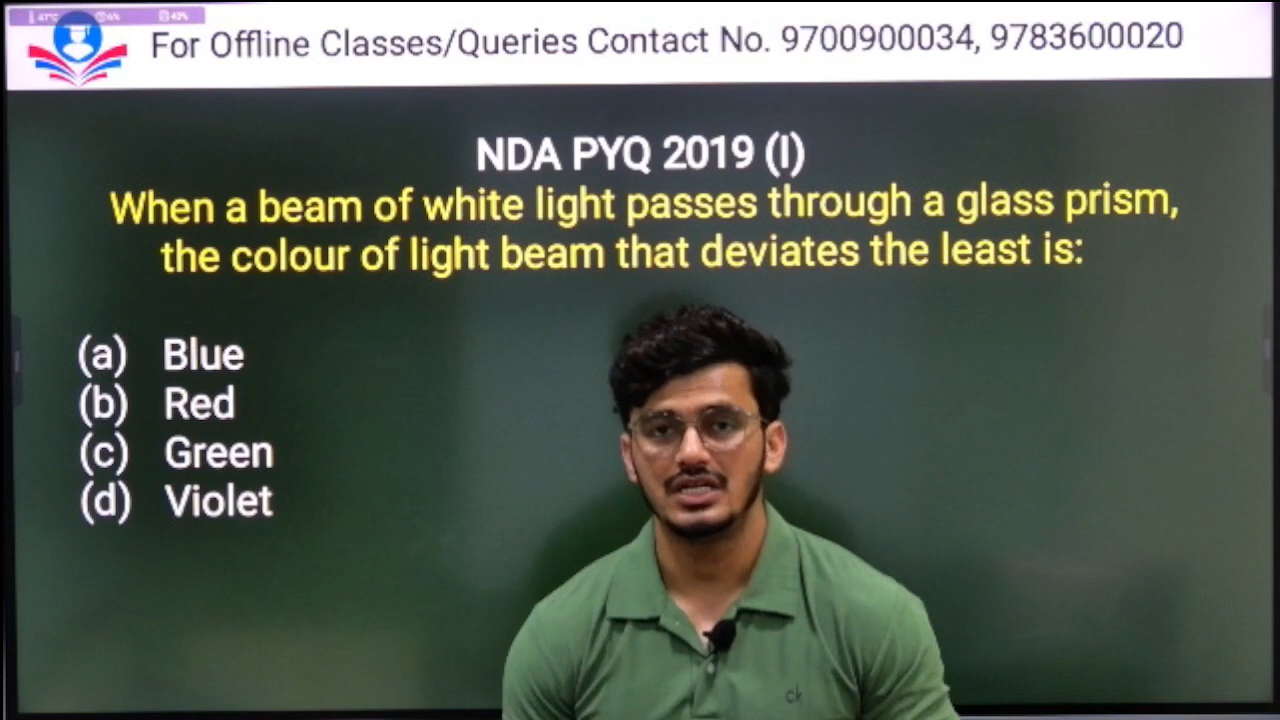 For Offline Classes/Queries Contact No. 9700900034, 9783600020
NDA PYQ 2019 (I)
When a beam of white light passes through a glass prism,
the colour of light beam that deviates the least is:
(a) Blue
(b) Red
(c) Green
(d) Violet
ck